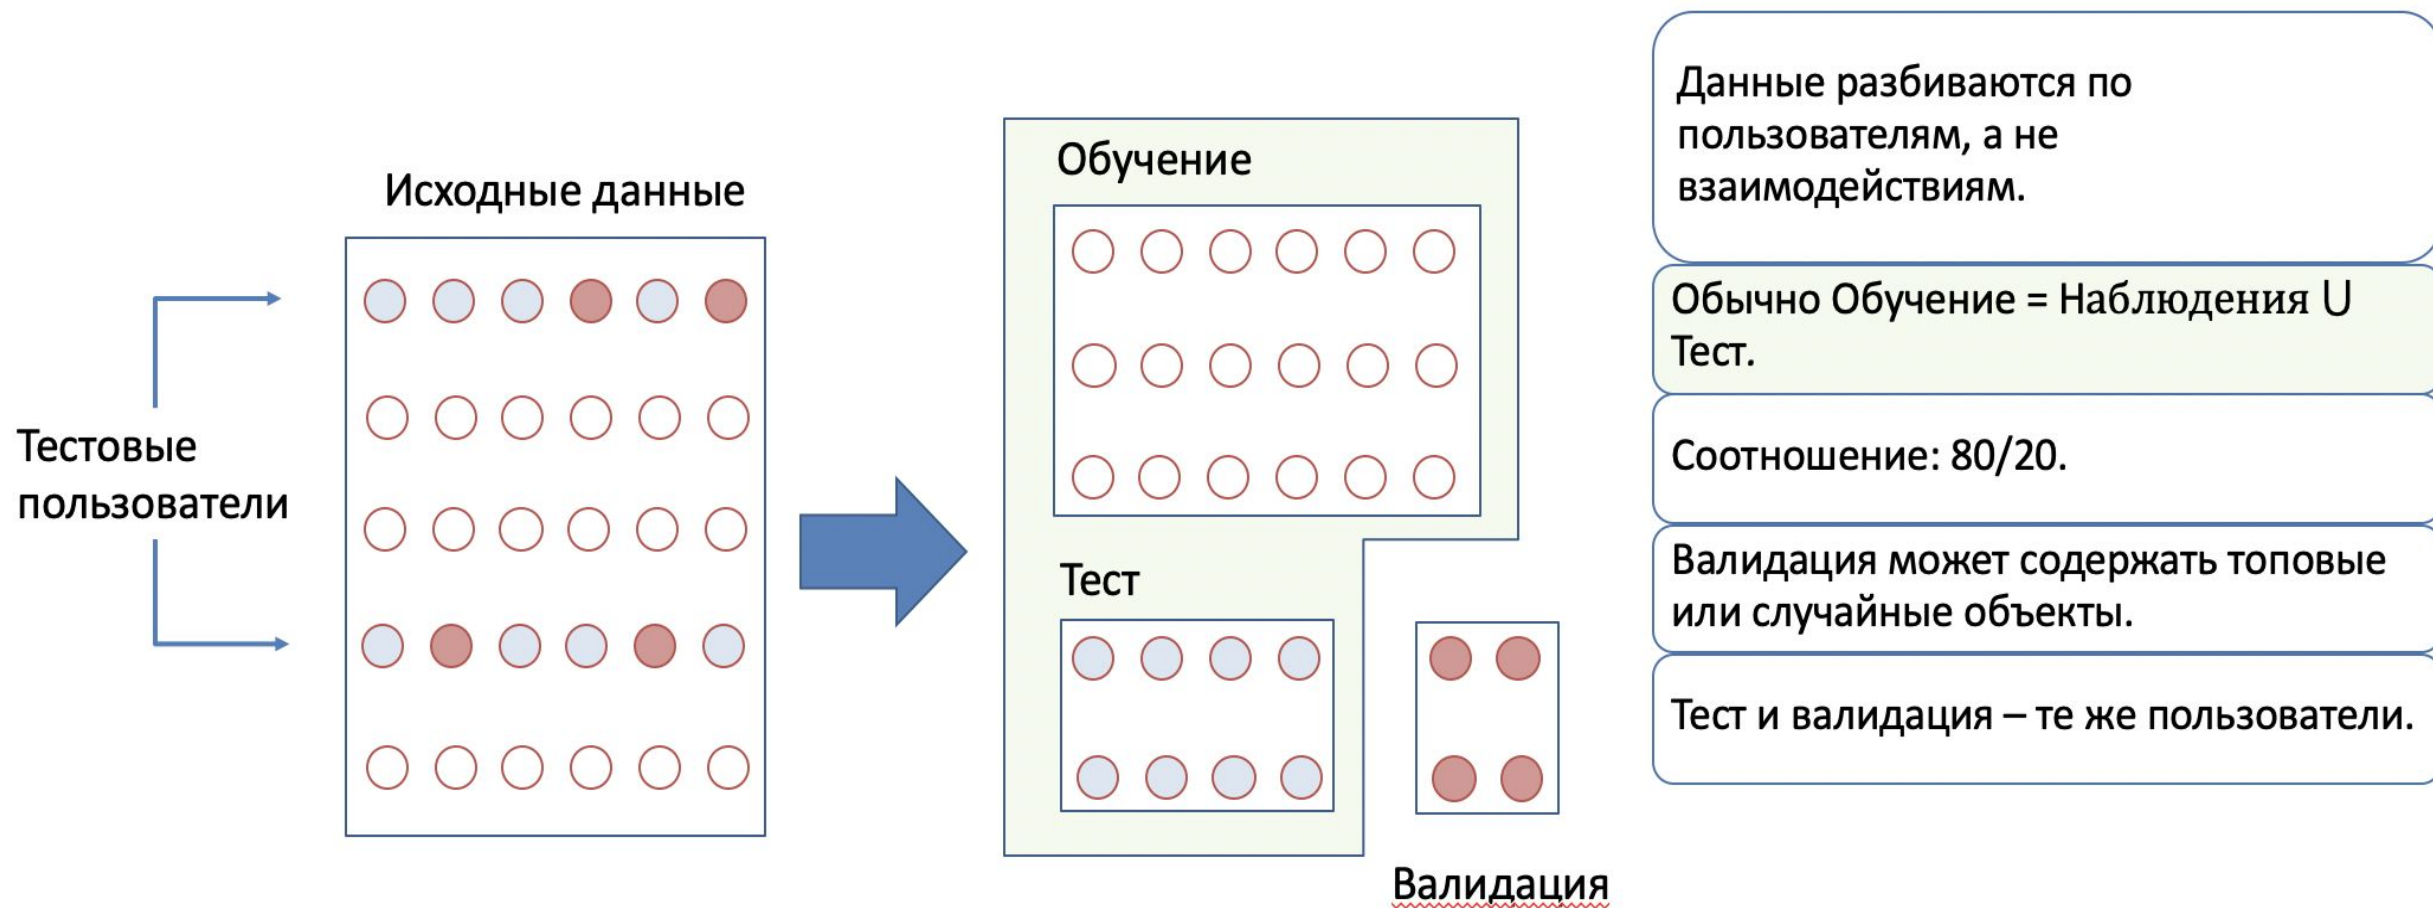 Исходные данные
Тестовые
пользователи
Обучение
Тест
Валидация
Данные разбиваются по
пользователям, а не
взаимодействиям.
Обычно Обучение = Наблюдения U
Тест.
Соотношение: 80/20.
Валидация может содержать топовые
или случайные объекты.
Тест и валидация – те же пользователи.